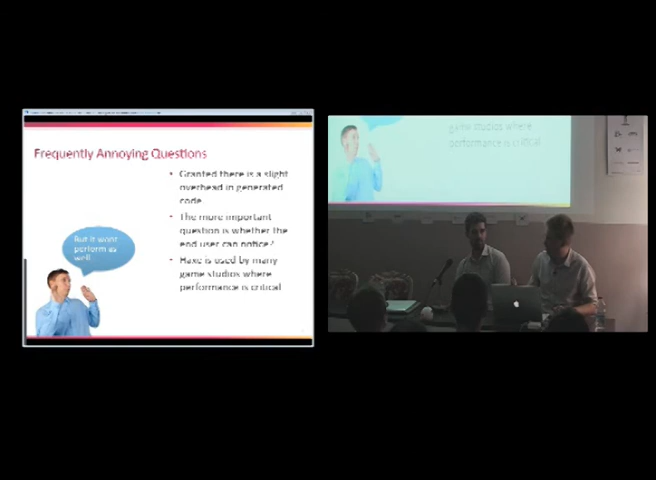 Frequently Annoying Questions
• Granted there is a slight
overhead in generated
code
• The more important
question is whether the
end user can notice?
• Haxe is used by many
game studios where
performance is critical
But it wont
perform as
well
game studios where
performance is critical